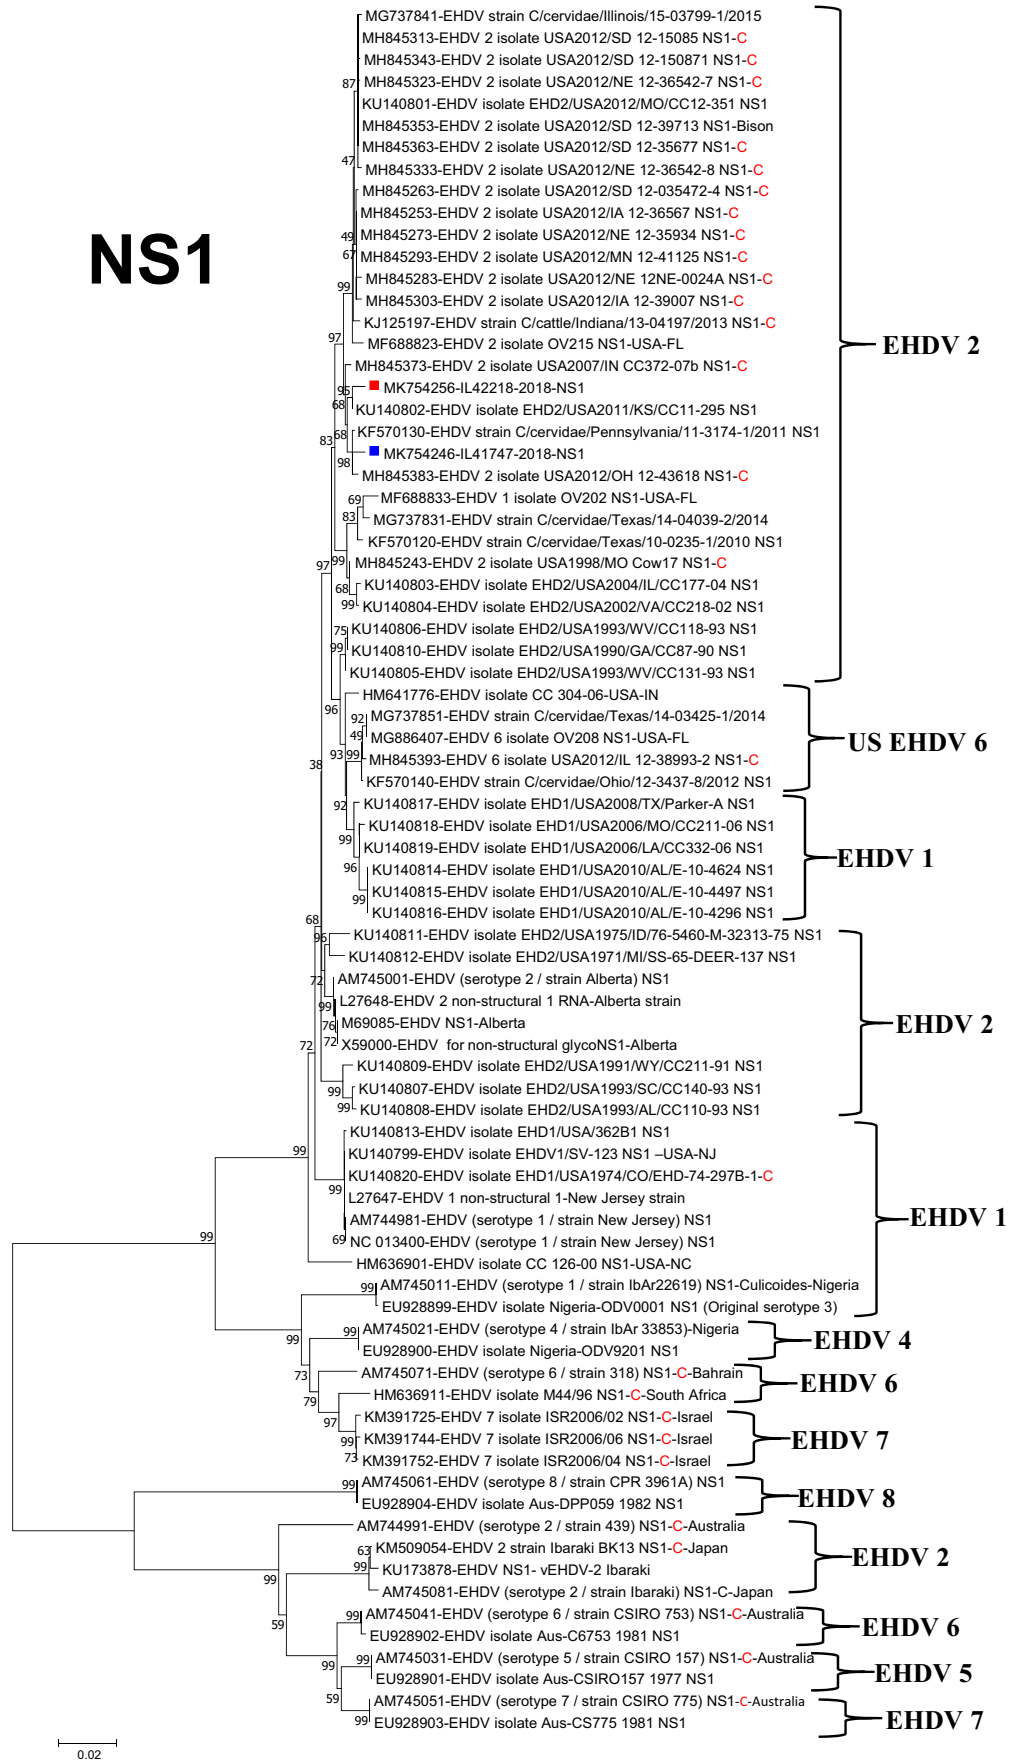 NS1
MG737841-EHDV strain C/cervidae/Illinois/15-03799-1/2015
MH845313-EHDV 2 isolate USA2012/SD 12-15085 NS1-C
MH845343-EHDV 2 isolate USA2012/SD 12-150871 NS1-C
MH845323-EHDV 2 isolate USA2012/NE 12-36542-7 NS1-C
87
KU140801-EHDV isolate EHD2/USA2012/MO/CC12-351 NS1
MH845353-EHDV 2 isolate USA2012/SD 12-39713 NS1-Bison
MH845363-EHDV 2 isolate USA2012/SD 12-35677 NS1-C
47
MH845333-EHDV 2 isolate USA2012/NE 12-36542-8 NS1-C
MH845263-EHDV 2 isolate USA2012/SD 12-035472-4 NS1-C
MH845253-EHDV 2 isolate USA2012/IA 12-36567 NS1-C
49
MH845273-EHDV 2 isolate USA2012/NE 12-35934 NS1-C
67
MH845293-EHDV 2 isolate USA2012/MN 12-41125 NS1-C
MH845283-EHDV 2 isolate USA2012/NE 12NE-0024A NS1-C
99
MH845303-EHDV 2 isolate USA2012/IA 12-39007 NS1-C
KJ125197-EHDV strain C/cattle/Indiana/13-04197/2013 NS1-C
97
MF688823-EHDV 2 isolate OV215 NS1-USA-FL
EHDV 2
MH845373-EHDV 2 isolate USA2007/IN CC372-07b NS1-C
95
MK754256-IL42218-2018-NS1
68
KU140802-EHDV isolate EHD2/USA2011/KS/CC11-295 NS1
83
68
KF570130-EHDV strain C/cervidae/Pennsylvania/11-3174-1/2011 NS1
MK754246-IL41747-2018-NS1
98
MH845383-EHDV 2 isolate USA2012/OH 12-43618 NS1-C
69
MF688833-EHDV 1 isolate OV202 NS1-USA-FL
83
MG737831-EHDV strain C/cervidae/Texas/14-04039-2/2014
KF570120-EHDV strain C/cervidae/Texas/10-0235-1/2010 NS1
97
99
MH845243-EHDV 2 isolate USA1998/MO Cow17 NS1-C
68
KU140803-EHDV isolate EHD2/USA2004/IL/CC177-04 NS1
99
KU140804-EHDV isolate EHD2/USA2002/VA/CC218-02 NS1
75
KU140806-EHDV isolate EHD2/USA1993/WV/CC118-93 NS1
99
KU140810-EHDV isolate EHD2/USA1990/GA/CC87-90 NS1
KU140805-EHDV isolate EHD2/USA1993/WV/CC131-93 NS1
96
HM641776-EHDV isolate CC 304-06-USA-IN
92
MG737851-EHDV strain C/cervidae/Texas/14-03425-1/2014
49
MG886407-EHDV 6 isolate OV208 NS1-USA-FL
US EHDV 6
93
99
MH845393-EHDV 6 isolate USA2012/IL 12-38993-2 NS1-C
38
KF570140-EHDV strain C/cervidae/Ohio/12-3437-8/2012 NS1
92
KU140817-EHDV isolate EHD1/USA2008/TX/Parker-A NS1
KU140818-EHDV isolate EHD1/USA2006/MO/CC211-06 NS1
99
KU140819-EHDV isolate EHD1/USA2006/LA/CC332-06 NS1
EHDV 1
96
KU140814-EHDV isolate EHD1/USA2010/AL/E-10-4624 NS1
KU140815-EHDV isolate EHD1/USA2010/AL/E-10-4497 NS1
99
KU140816-EHDV isolate EHD1/USA2010/AL/E-10-4296 NS1
68
96
KU140811-EHDV isolate EHD2/USA1975/ID/76-5460-M-32313-75 NS1
KU140812-EHDV isolate EHD2/USA1971/MI/SS-65-DEER-137 NS1
72
AM745001-EHDV (serotype 2 / strain Alberta) NS1
99
L27648-EHDV 2 non-structural 1 RNA-Alberta strain
76
M69085-EHDV NS1-Alberta
EHDV 2
72
72
X59000-EHDV for non-structural glycoNS1-Alberta
KU140809-EHDV isolate EHD2/USA1991/WY/CC211-91 NS1
99
KU140807-EHDV isolate EHD2/USA1993/SC/CC140-93 NS1
99
KU140808-EHDV isolate EHD2/USA1993/AL/CC110-93 NS1
KU140813-EHDV isolate EHD1/USA/362B1 NS1
99
KU140799-EHDV isolate EHDV1/SV-123 NS1 –USA-NJ
KU140820-EHDV isolate EHD1/USA1974/CO/EHD-74-297B-1-C
99
L27647-EHDV 1 non-structural 1-New Jersey strain
AM744981-EHDV (serotype 1 / strain New Jersey) NS1
EHDV 1
99
69
NC 013400-EHDV (serotype 1 / strain New Jersey) NS1
HM636901-EHDV isolate CC 126-00 NS1-USA-NC
99
AM745011-EHDV (serotype 1 / strain IbAr22619) NS1-Culicoides-Nigeria
EU928899-EHDV isolate Nigeria-ODV0001 NS1 (Original serotype 3)
99
99
AM745021-EHDV (serotype 4 / strain IbAr 33853)-Nigeria
EHDV 4
EU928900-EHDV isolate Nigeria-ODV9201 NS1
73
AM745071-EHDV (serotype 6 / strain 318) NS1-C-Bahrain
EHDV 6
79
HM636911-EHDV isolate M44/96 NS1-C-South Africa
97
KM391725-EHDV 7 isolate ISR2006/02 NS1-C-Israel
99
KM391744-EHDV 7 isolate ISR2006/06 NS1-C-Israel
EHDV 7
73
KM391752-EHDV 7 isolate ISR2006/04 NS1-C-Israel
99
AM745061-EHDV (serotype 8 / strain CPR 3961A) NS1
EHDV 8
EU928904-EHDV isolate Aus-DPP059 1982 NS1
AM744991-EHDV (serotype 2 / strain 439) NS1-C-Australia
63
KM509054-EHDV 2 strain Ibaraki BK13 NS1-C-Japan
EHDV 2
99
99
KU173878-EHDV NS1- vEHDV-2 Ibaraki
AM745081-EHDV (serotype 2 / strain Ibaraki) NS1-C-Japan
59
99
AM745041-EHDV (serotype 6 / strain CSIRO 753) NS1-C-Australia
EHDV 6
EU928902-EHDV isolate Aus-C6753 1981 NS1
99
99
AM745031-EHDV (serotype 5 / strain CSIRO 157) NS1-C-Australia
EHDV 5
EU928901-EHDV isolate Aus-CSIRO157 1977 NS1
59
AM745051-EHDV (serotype 7 / strain CSIRO 775) NS1-C-Australia
EHDV 7
99
EU928903-EHDV isolate Aus-CS775 1981 NS1
0.02